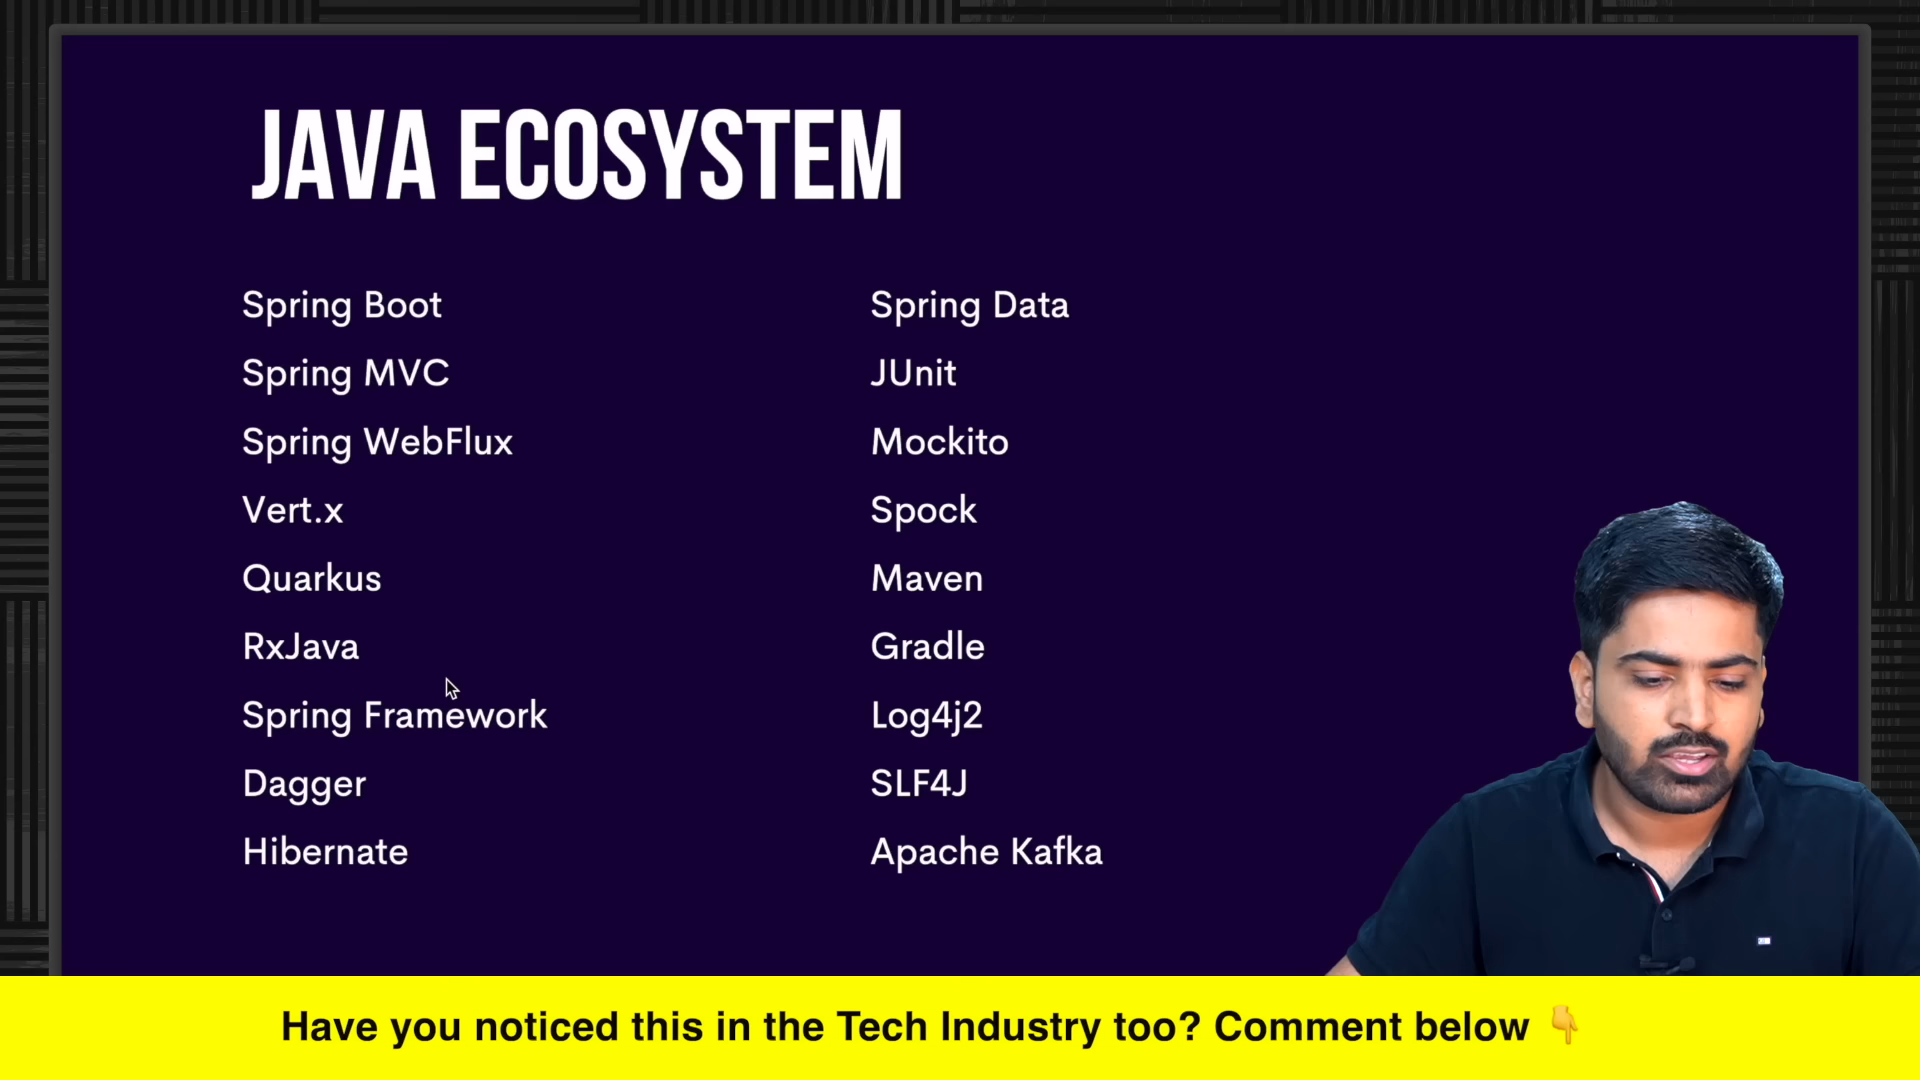 JAVA ECOSYSTEM
Spring Boot
Spring MVC
Spring WebFlux
Vert.x
Quarkus
RxJava
Spring Framework
Dagger
Hibernate
Spring Data
JUnit
Mockito
Spock
Maven
Gradle
Log4j2
SLF4J
Apache Kafka
Have you noticed this in the Tech Industry too? Comment below 👇